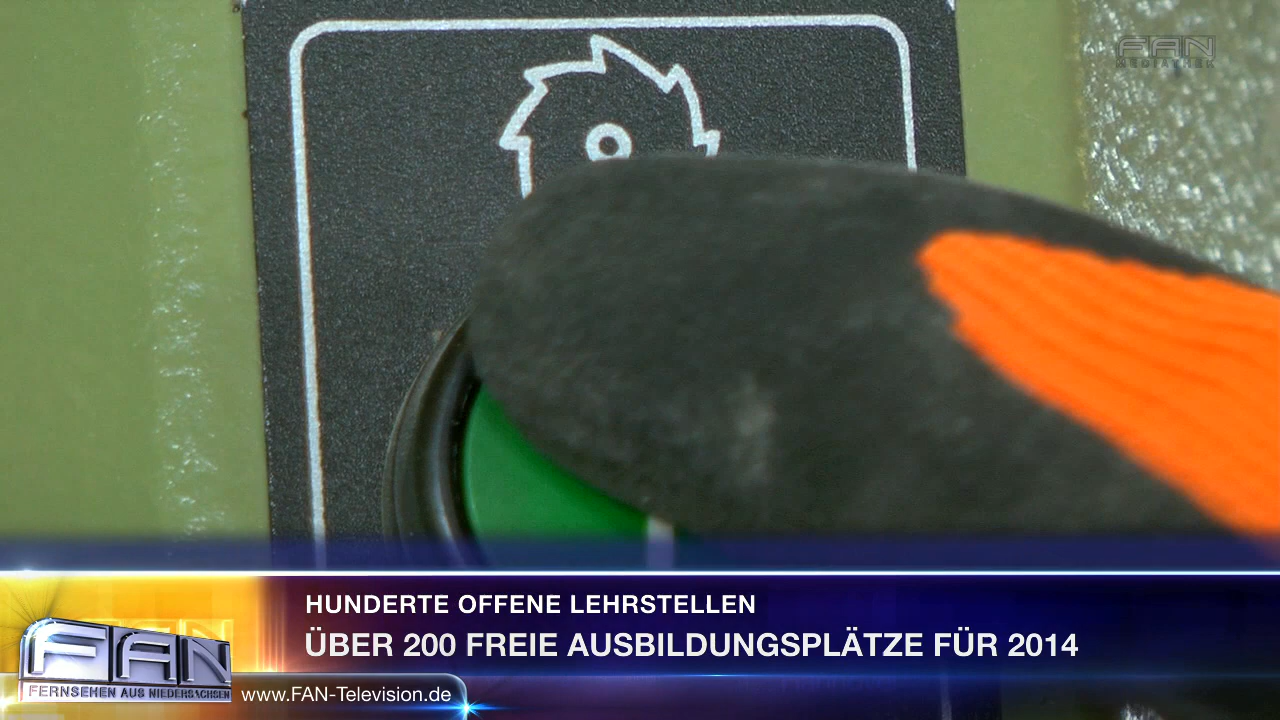 FAN
MEDIATHEK
HUNDERTE OFFENE LEHRSTELLEN
ÜBER 200 FREIE AUSBILDUNGSPLÄTZE FÜR 2014
FAN
FERNSEHEN AUS NIEDERSACHSEN
www.FAN-Television.de